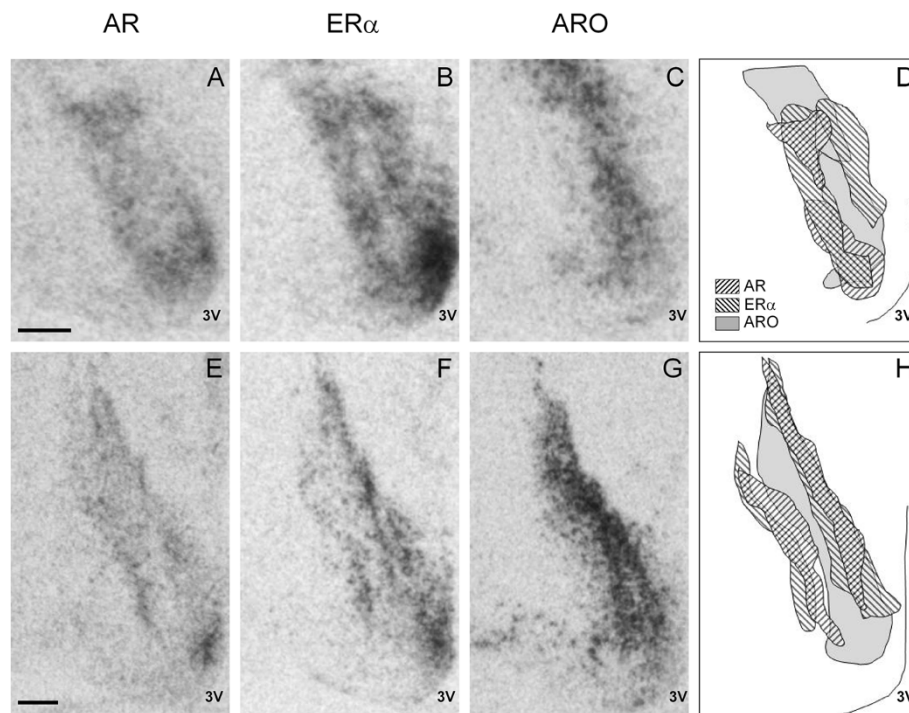 AR ERα ARO
A B C D
AR
ERα
ARO
3V 3V 3V 3V
E F G H
3V 3V 3V 3V